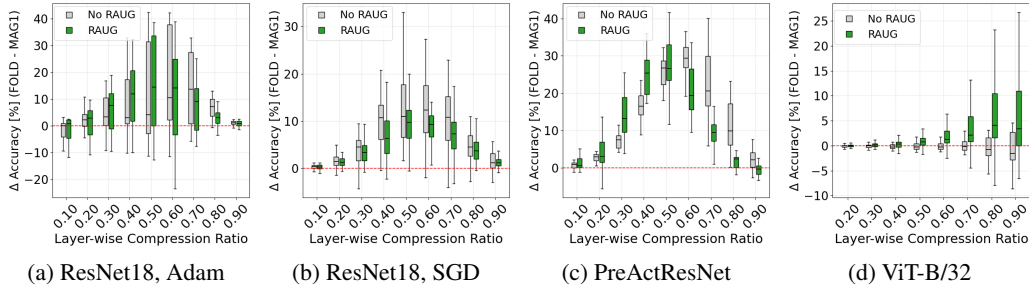 Δ Accuracy [%] (FOLD - MAG1)
40
30
20
10
0
−10
−20
No RAUG
RAUG
0.10 0.20 0.30 0.40 0.50 0.60 0.70 0.80 0.90
Layer-wise Compression Ratio
(a) ResNet18, Adam
Δ Accuracy [%] (FOLD - MAG1)
30
20
10
0
No RAUG
RAUG
0.10 0.20 0.30 0.40 0.50 0.60 0.70 0.80 0.90
Layer-wise Compression Ratio
(b) ResNet18, SGD
Δ Accuracy [%] (FOLD - MAG1)
40
30
20
10
0
No RAUG
RAUG
0.10 0.20 0.30 0.40 0.50 0.60 0.70 0.80 0.90
Layer-wise Compression Ratio
(c) PreActResNet
Δ Accuracy [%] (FOLD - MAG1)
25
20
15
10
5
0
−5
−10
No RAUG
RAUG
0.20 0.30 0.40 0.50 0.60 0.70 0.80 0.90
Layer-wise Compression Ratio
(d) ViT-B/32